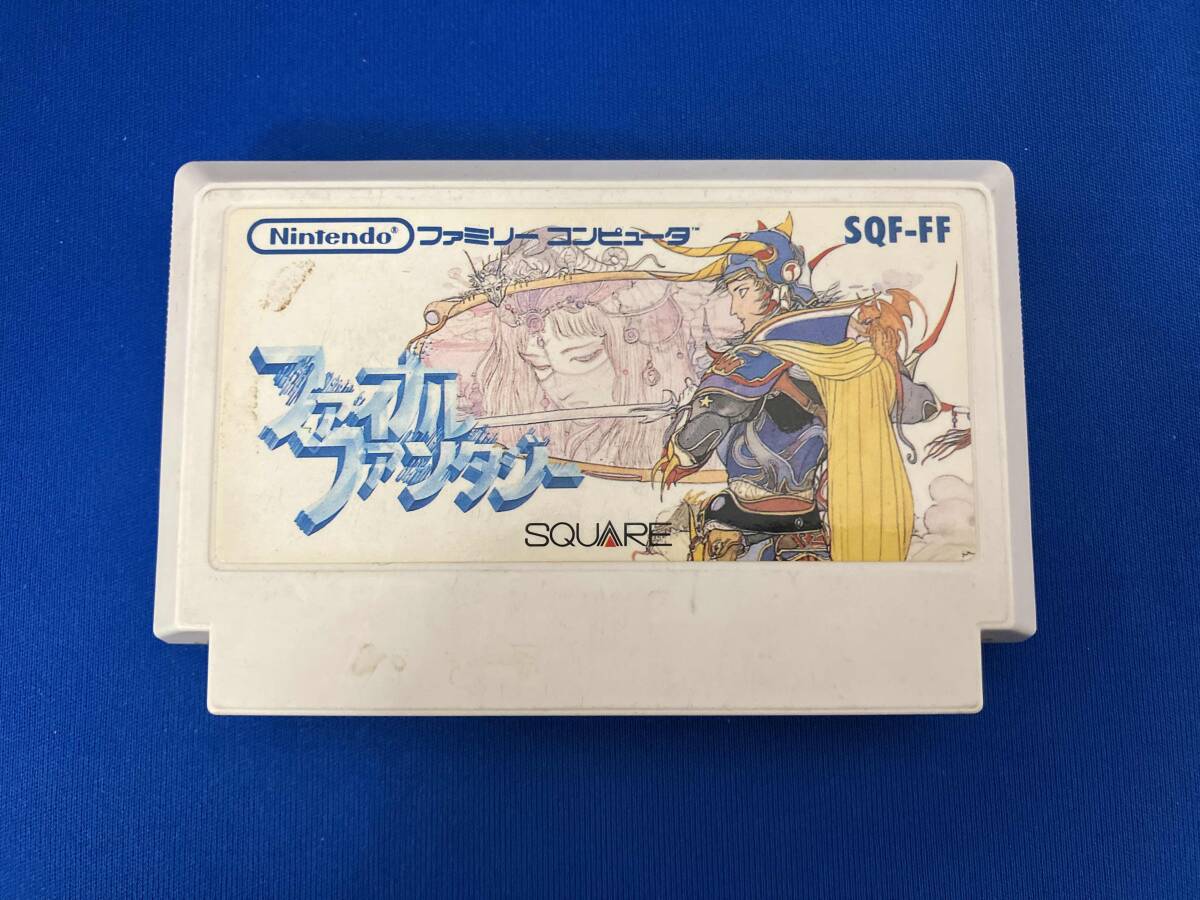 Nintendo® ファミリー コンピュータ™
SQF-FF
ファイナル
ファンタジー
SQUARE